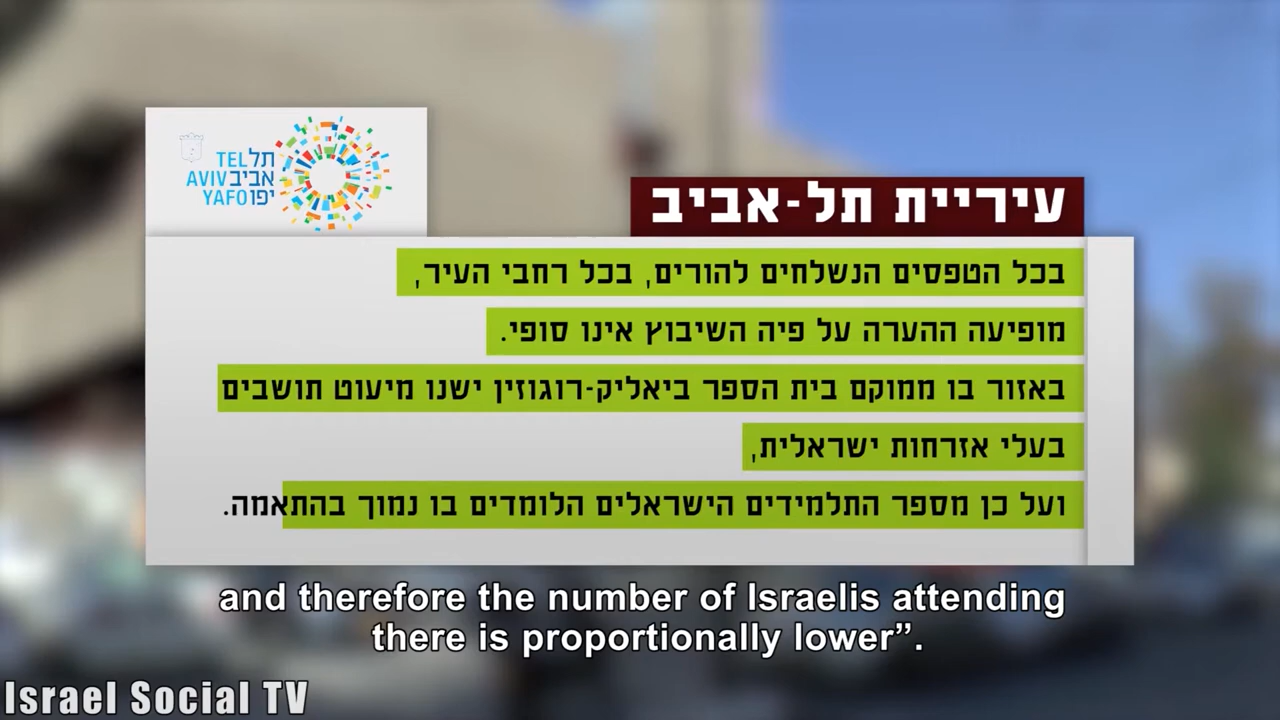 TEL תל
AVIV אביב
YAFO יפו
עיריית תל-אביב
בכל הטפסים הנשלחים להורים, בכל רחבי העיר,
מופיעה ההערה על פיה השיבוץ אינו סופי.
באזור בו ממוקם בית הספר ביאליק-רוגוזין ישנו מיעוט תושבים
בעלי אזרחות ישראלית,
ועל כן מספר התלמידים הישראלים הלומדים בו נמוך בהתאמה.
and therefore the number of Israelis attending
there is proportionally lower”.
Israel Social TV